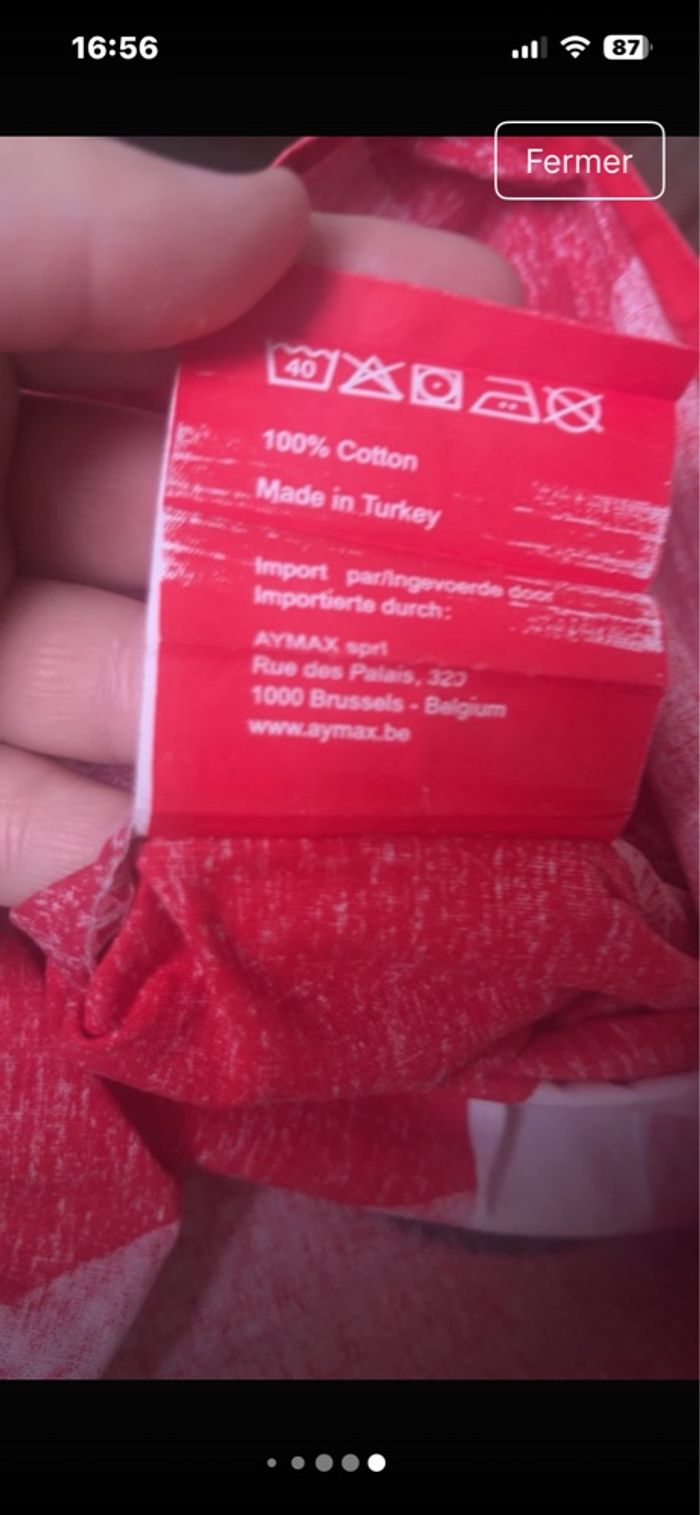 16:56
87
Fermer
40
100% Cotton
Made in Turkey
Import par/Ingevoerde door
Importierte durch:
AYMAX sprl
Rue des Palais,
1000 Brussels - Belgium
www.aymax.be